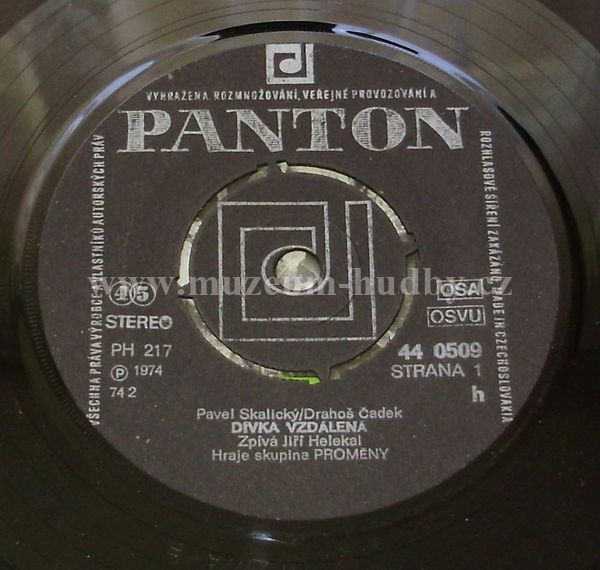 VYHRAŽENA. ROZMNOŽOVÁNÍ, VEŘEJNÉ PROVOZOVÁNÍ A
PANTON
VŠECHNA PRÁVA VÝROBCE I VLASTNÍKŮ AUTORSKÝCH PRÁV
ROZHLASOVÉ ŠÍŘENÍ ZAKÁZÁNO. MADE IN CZECHOSLOVAKIA
www.muzeum-hudby.cz
45
STEREO
OSA
OSVU
PH 217
44 0509
Ⓟ 1974
STRANA 1
74 2
h
Pavel Skalický/Drahoš Čadek
DÍVKA VZDÁLENÁ
Zpívá Jiří Helekal
Hraje skupina PROMĚNY